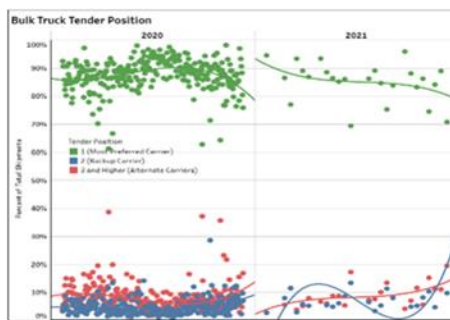 Bulk Truck Tender Position
2020 2021
100%
90%
80%
70%
60%
50%
40%
30%
20%
10%
0%
Percent of Total Shipments
Tender Position
1 (Most Preferred Carrier)
2 (Backup Carrier)
3 and Higher (Alternate Carriers)